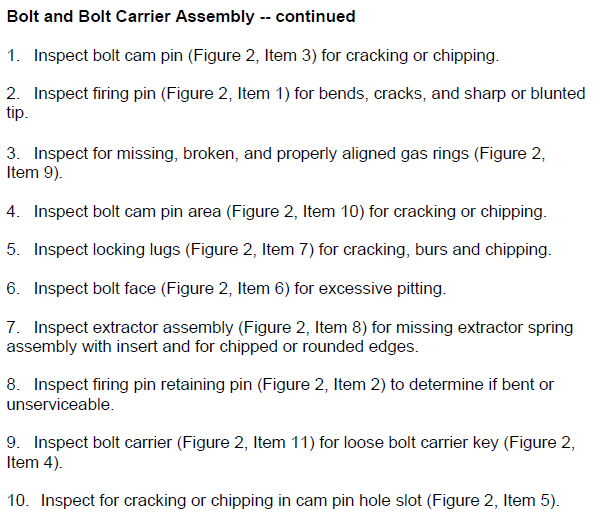 Bolt and Bolt Carrier Assembly -- continued
1. Inspect bolt cam pin (Figure 2, Item 3) for cracking or chipping.
2. Inspect firing pin (Figure 2, Item 1) for bends, cracks, and sharp or blunted
tip.
3. Inspect for missing, broken, and properly aligned gas rings (Figure 2,
Item 9).
4. Inspect bolt cam pin area (Figure 2, Item 10) for cracking or chipping.
5. Inspect locking lugs (Figure 2, Item 7) for cracking, burs and chipping.
6. Inspect bolt face (Figure 2, Item 6) for excessive pitting.
7. Inspect extractor assembly (Figure 2, Item 8) for missing extractor spring
assembly with insert and for chipped or rounded edges.
8. Inspect firing pin retaining pin (Figure 2, Item 2) to determine if bent or
unserviceable.
9. Inspect bolt carrier (Figure 2, Item 11) for loose bolt carrier key (Figure 2,
Item 4).
10. Inspect for cracking or chipping in cam pin hole slot (Figure 2, Item 5).